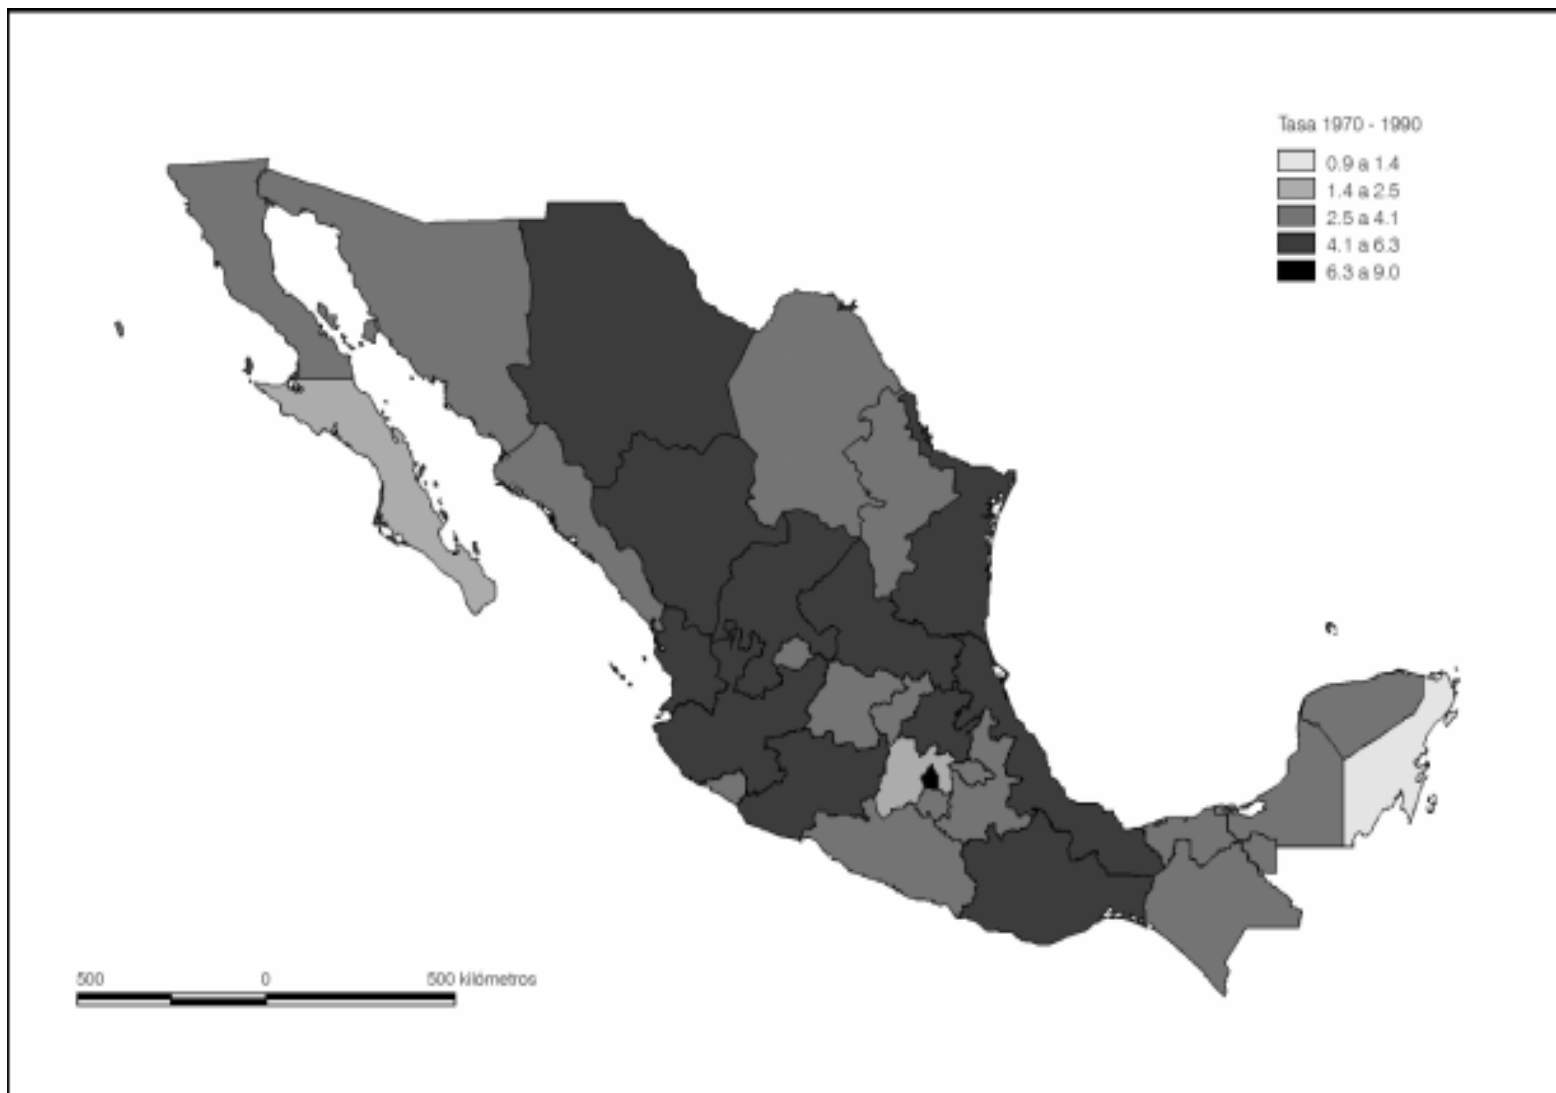 Tasa 1970 - 1990
0.9 a 1.4
1.4 a 2.5
2.5 a 4.1
4.1 a 6.3
6.3 a 9.0
500 0 500 kilómetros